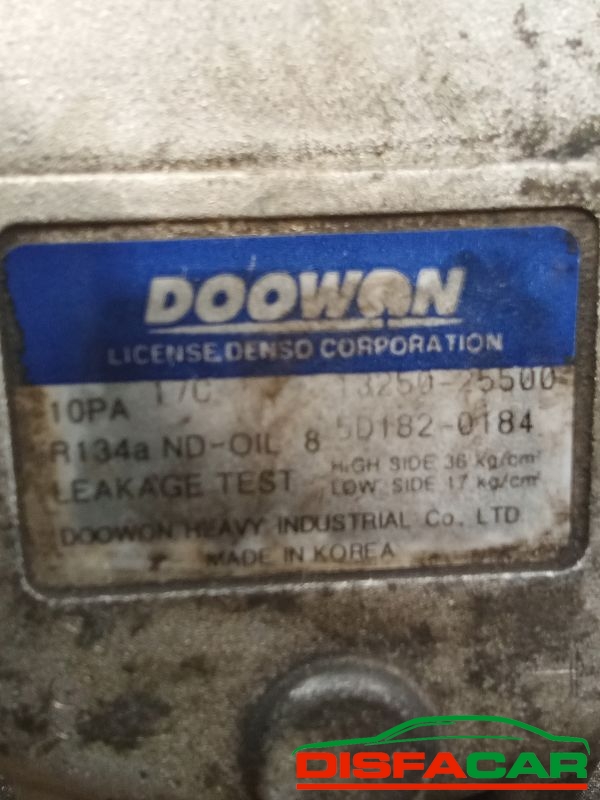 DOOWON
LICENSE, DENSO CORPORATION
10PA 17C 13250-25500
R134a ND-OIL 8 5D182-0184
LEAKAGE TEST HIGH SIDE 36 kg/cm²
LOW SIDE 17 kg/cm²
DOOWON HEAVY INDUSTRIAL Co., LTD
MADE IN KOREA
DISFACAR